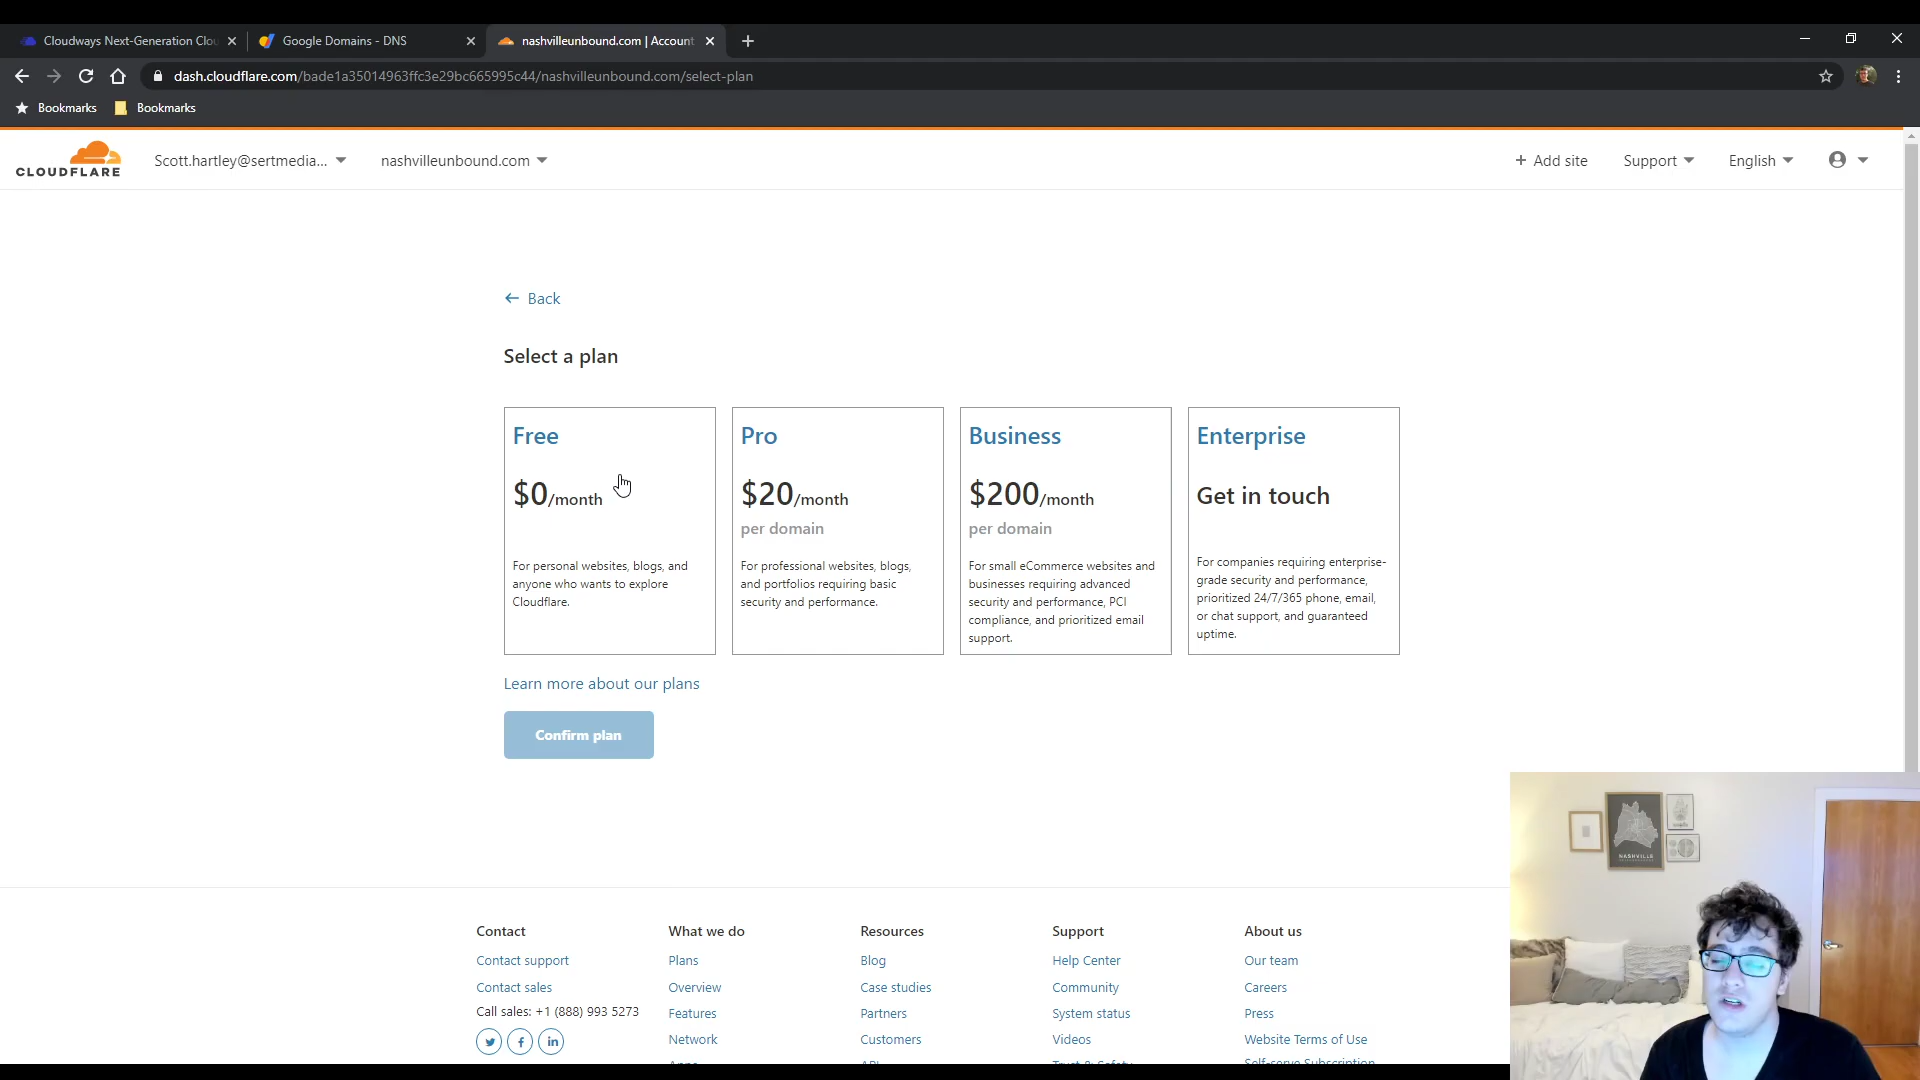 Cloudways Next-Generation Clou
Google Domains - DNS
nashvilleunbound.com | Account
dash.cloudflare.com/bade1a35014963ffc3e29bc665995c44/nashvilleunbound.com/select-plan
Bookmarks
Bookmarks
CLOUDFLARE
Scott.hartley@sertmedia...
nashvilleunbound.com
+ Add site
Support
English
← Back
Select a plan
Free
$0/month
For personal websites, blogs, and
anyone who wants to explore
Cloudflare.
Pro
$20/month
per domain
For professional websites, blogs,
and portfolios requiring basic
security and performance.
Business
$200/month
per domain
For small eCommerce websites and
businesses requiring advanced
security and performance, PCI
compliance, and prioritized email
support.
Enterprise
Get in touch
For companies requiring enterprise-
grade security and performance,
prioritized 24/7/365 phone, email,
or chat support, and guaranteed
uptime.
Learn more about our plans
Confirm plan
Contact
Contact support
Contact sales
Call sales: +1 (888) 993 5273
What we do
Plans
Overview
Features
Network
Apps
Resources
Blog
Case studies
Partners
Customers
API
Support
Help Center
Community
System status
Videos
Trust & Safety
About us
Our team
Careers
Press
Website Terms of Use
Self-serve Subscription
NASHVILLE